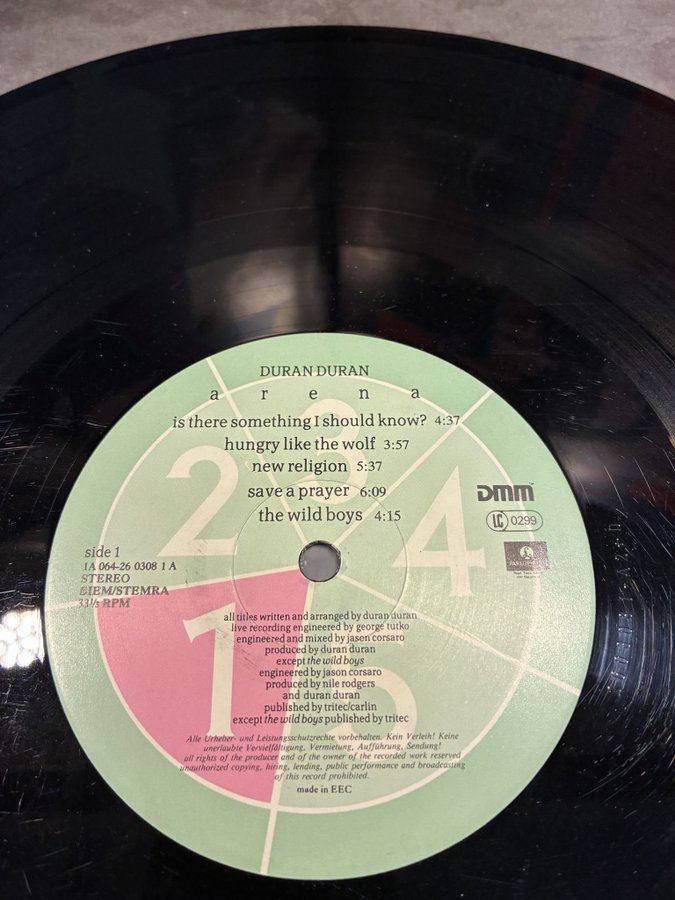 DURAN DURAN
arena
is there something I should know? 4:37
hungry like the wolf 3:57
new religion 5:37
save a prayer 6:09
the wild boys 4:15
1
2
3
4
5
DMM
LC 0299
PARLOPHONE
side 1
1A 064-26 0308 1 A
STEREO
BIEM/STEMRA
33⅓ RPM
all titles written and arranged by duran duran
live recording engineered by george tutko
engineered and mixed by jason corsaro
produced by duran duran
except the wild boys
engineered by jason corsaro
produced by nile rodgers
and duran duran
published by tritec/carlin
except the wild boys published by tritec
Alle Urheber- und Leistungsschutzrechte vorbehalten. Kein Verleih! Keine
unerlaubte Vervielfältigung, Vermietung, Aufführung, Sendung!
all rights of the producer and of the owner of the recorded work reserved
unauthorized copying, hiring, lending, public performance and broadcasting
of this record prohibited.
made in EEC